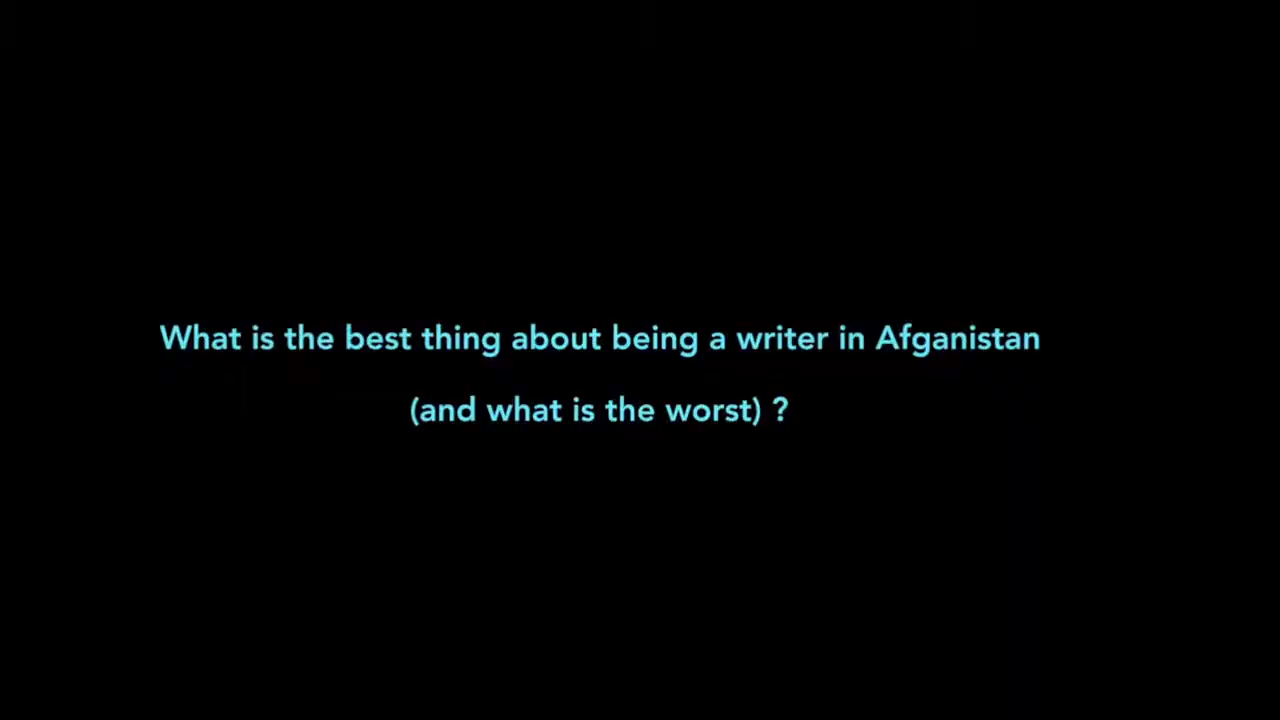 What is the best thing about being a writer in Afganistan
(and what is the worst) ?